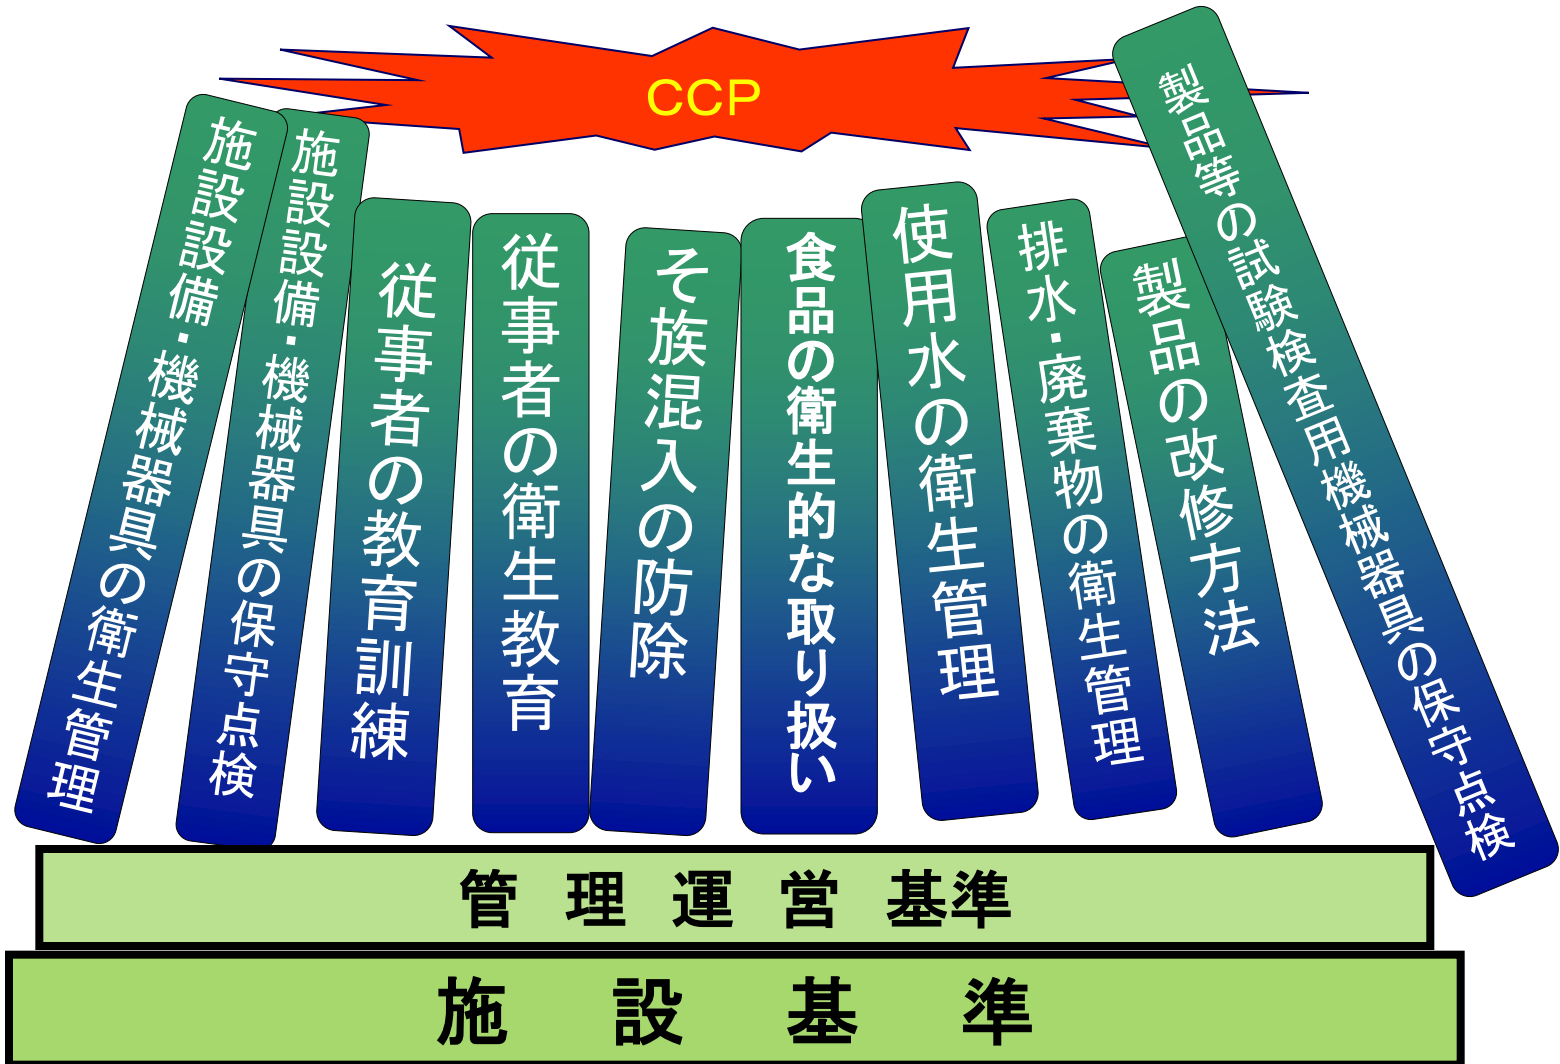 CCP
施設設備・機械器具の衛生管理
施設設備・機械器具の保守点検
従事者の教育訓練
従事者の衛生教育
そ族混入の防除
食品の衛生的な取り扱い
使用水の衛生管理
排水・廃棄物の衛生管理
製品の改修方法
製品等の試験検査用機械器具の保守点検
管理運営基準
施設基準